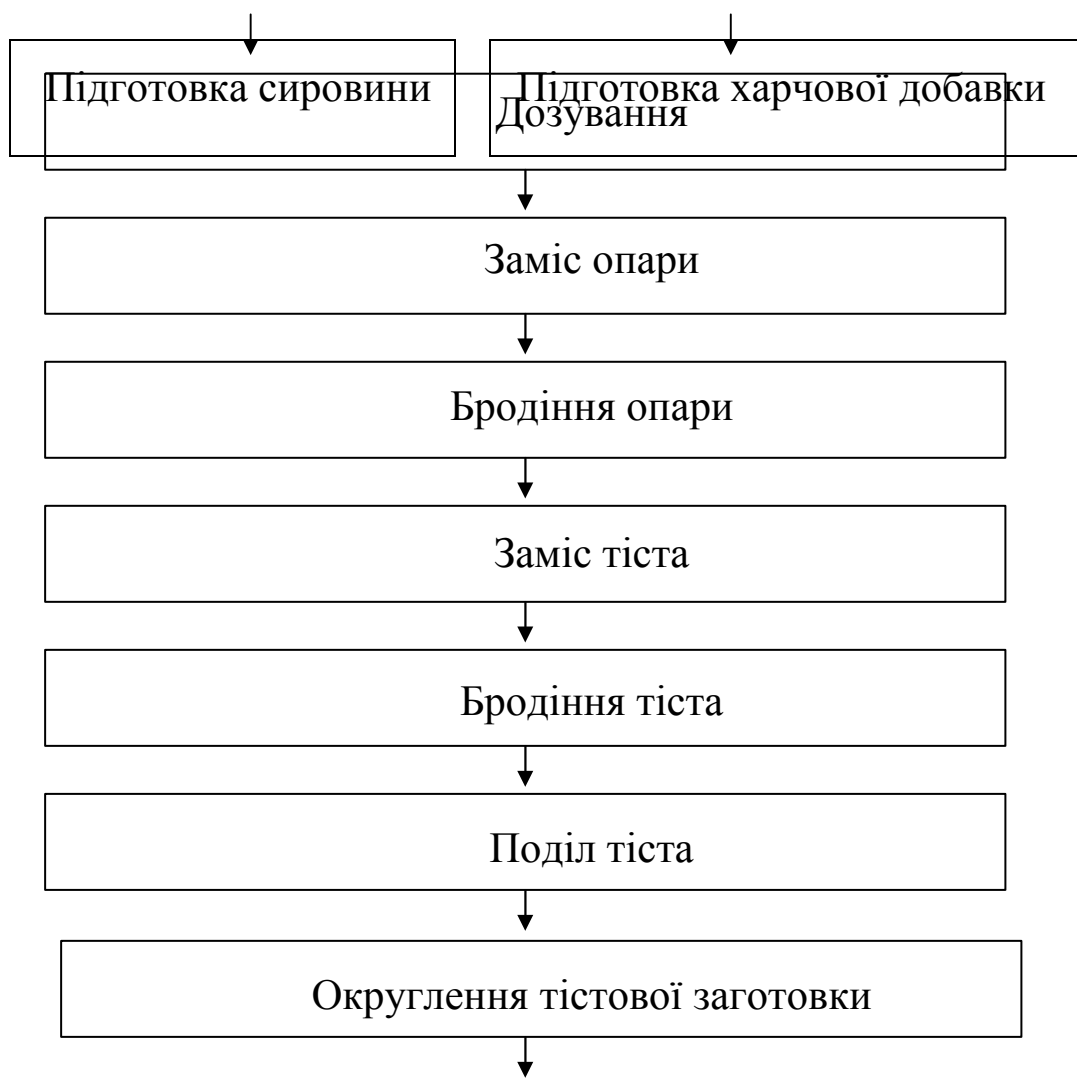 Підготовка сировини
Підготовка харчової добавки
Дозування
Заміс опари
Бродіння опари
Заміс тіста
Бродіння тіста
Поділ тіста
Округлення тістової заготовки